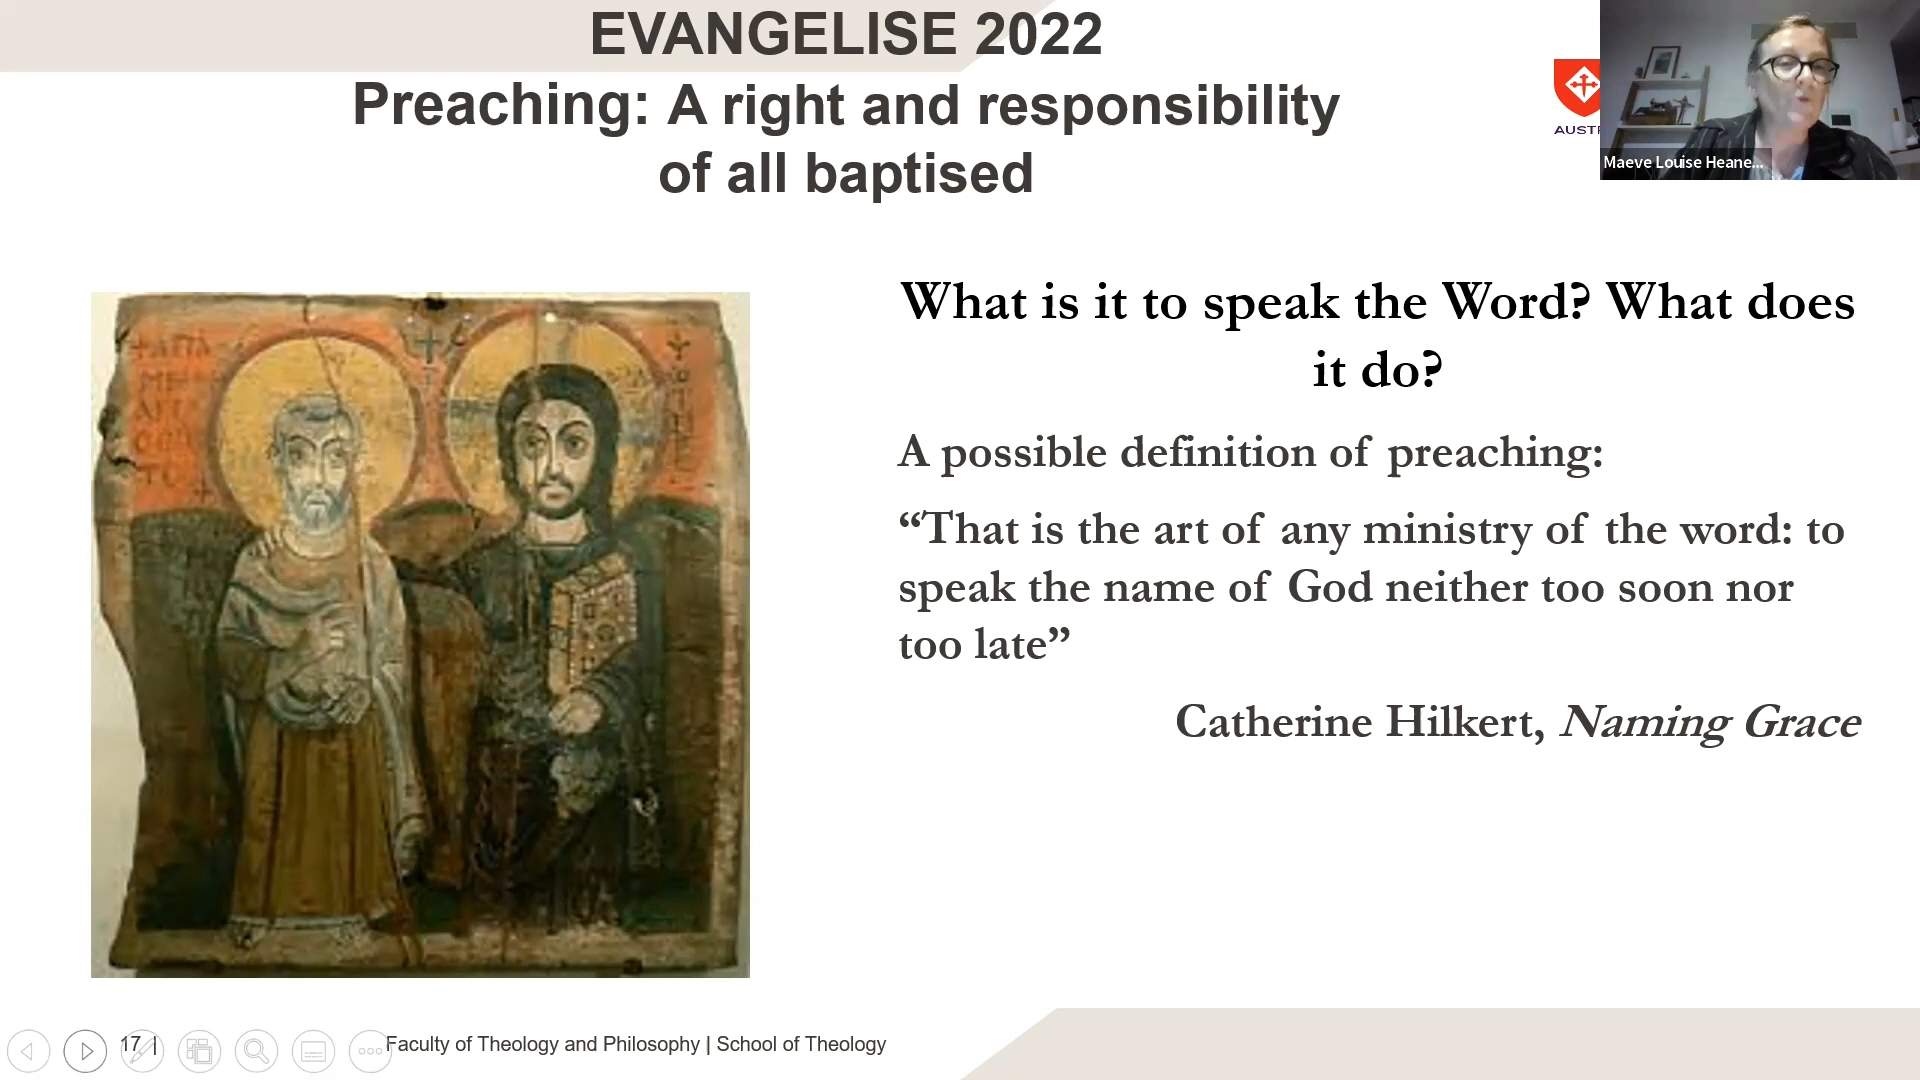 EVANGELISE 2022
Preaching: A right and responsibility
of all baptised
AUST
Maeve Louise Heane...
What is it to speak the Word? What does
it do?
A possible definition of preaching:
“That is the art of any ministry of the word: to
speak the name of God neither too soon nor
too late”
Catherine Hilkert, Naming Grace
17 |
Faculty of Theology and Philosophy | School of Theology